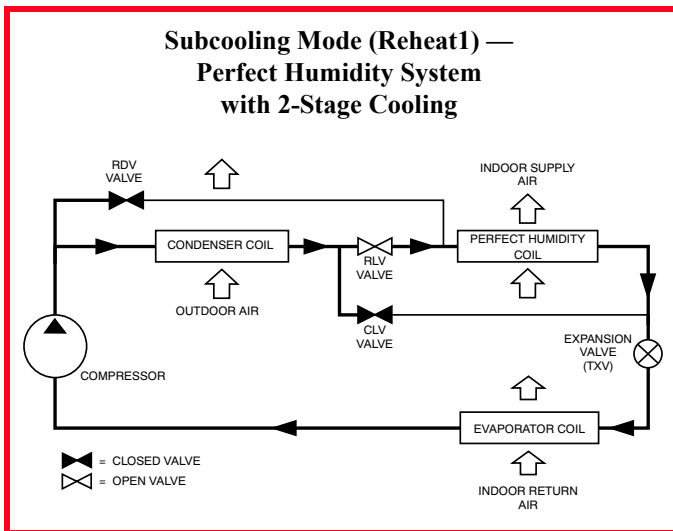 Subcooling Mode (Reheat1) —
Perfect Humidity System
with 2-Stage Cooling
RDV
VALVE
INDOOR SUPPLY
AIR
CONDENSER COIL
RLV
VALVE
PERFECT HUMIDITY
COIL
OUTDOOR AIR
CLV
VALVE
EXPANSION
VALVE
(TXV)
COMPRESSOR
EVAPORATOR COIL
= CLOSED VALVE
= OPEN VALVE
INDOOR RETURN
AIR